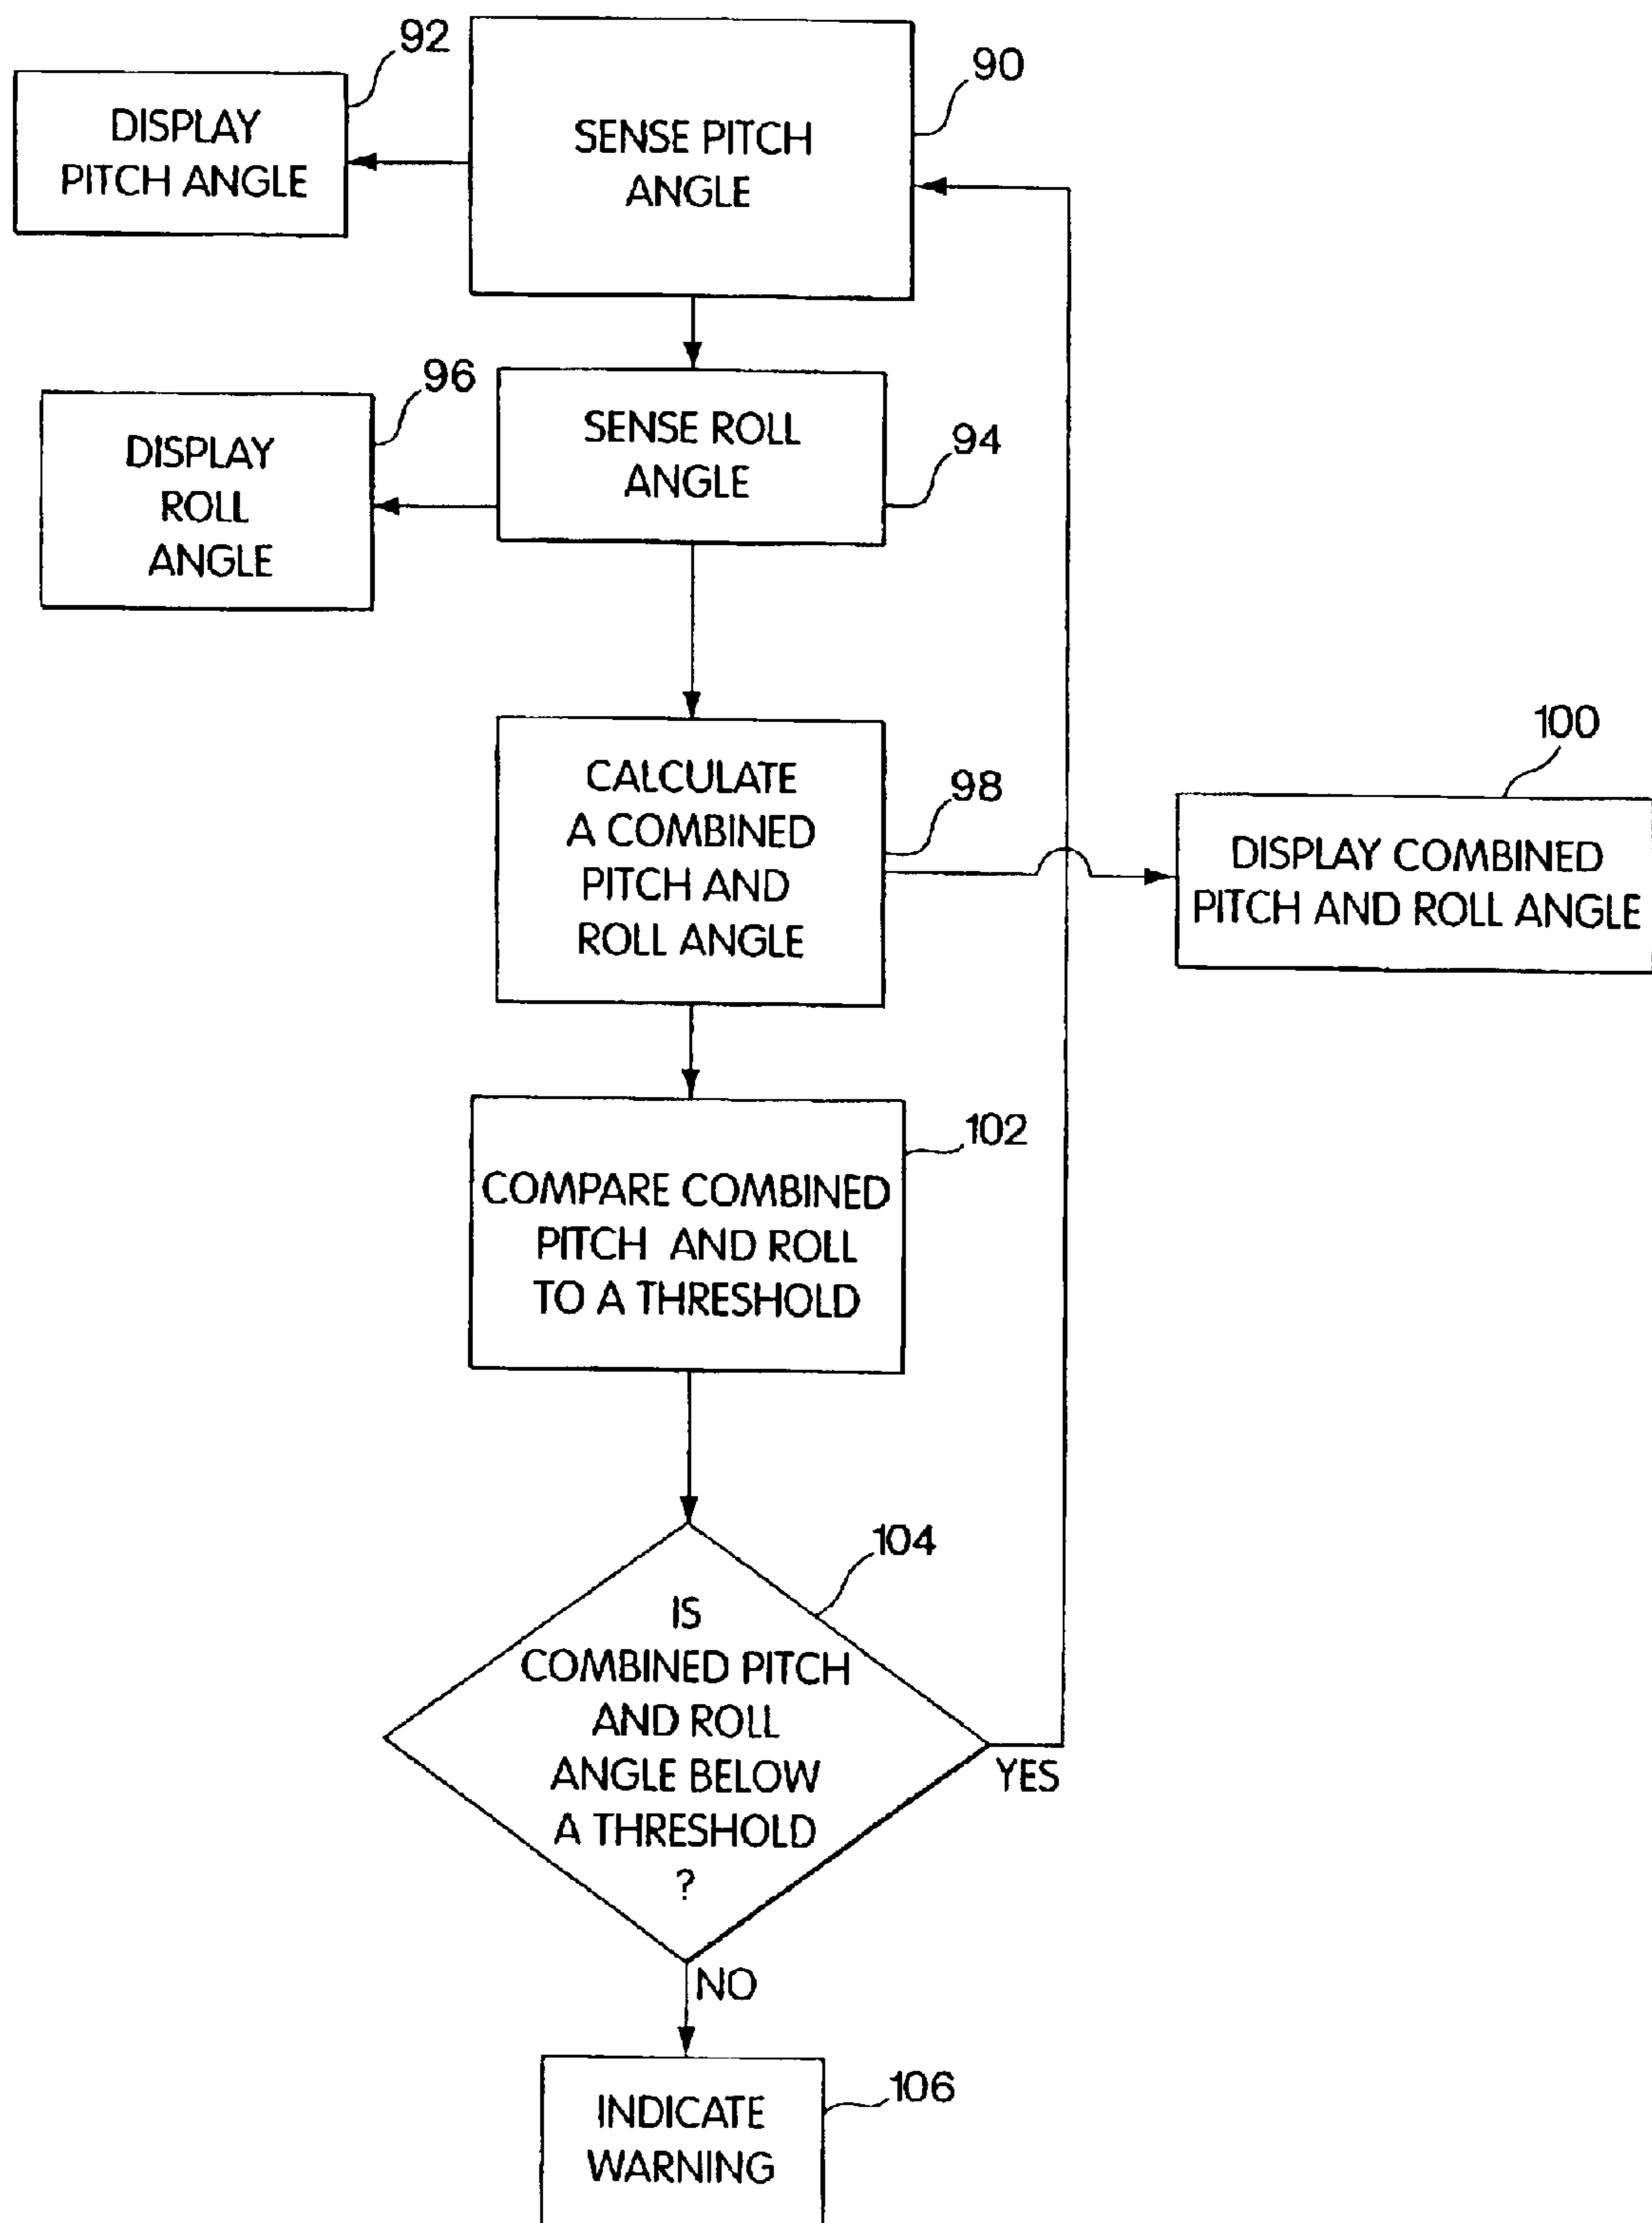 92
DISPLAY
PITCH ANGLE
90
SENSE PITCH
ANGLE
96
DISPLAY
ROLL
ANGLE
SENSE ROLL
ANGLE
94
CALCULATE
A COMBINED
PITCH AND
ROLL ANGLE
98
100
DISPLAY COMBINED
PITCH AND ROLL ANGLE
102
COMPARE COMBINED
PITCH AND ROLL
TO A THRESHOLD
104
IS
COMBINED PITCH
AND ROLL
ANGLE BELOW
A THRESHOLD
?
YES
NO
106
INDICATE
WARNING